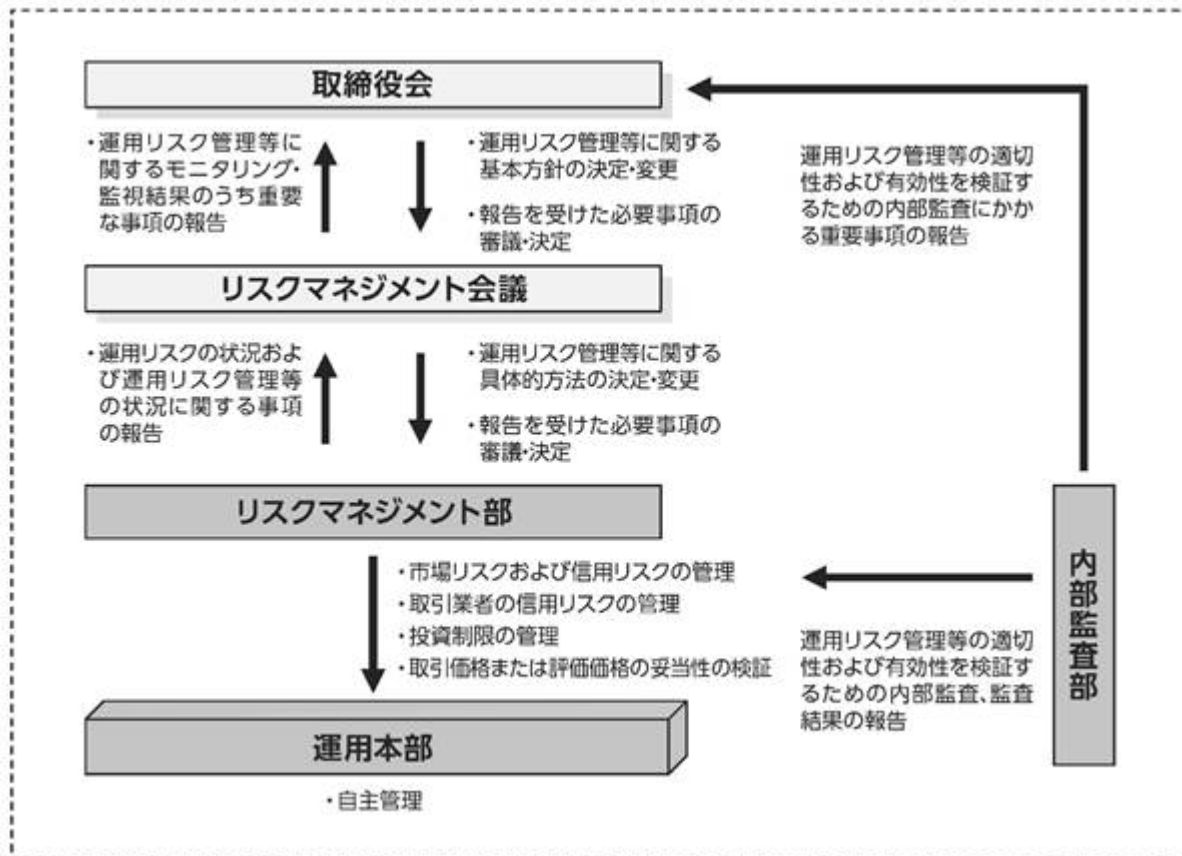 取締役会
・運用リスク管理等に
関するモニタリング・
監視結果のうち重要
な事項の報告
・運用リスク管理等に関する
基本方針の決定・変更
・報告を受けた必要事項の
審議・決定
運用リスク管理等の適切
性および有効性を検証す
るための内部監査にかか
る重要事項の報告
リスクマネジメント会議
・運用リスクの状況およ
び運用リスク管理等
の状況に関する事項
の報告
・運用リスク管理等に関する
具体的方法の決定・変更
・報告を受けた必要事項の
審議・決定
リスクマネジメント部
・市場リスクおよび信用リスクの管理
・取引業者の信用リスクの管理
・投資制限の管理
・取引価格または評価価格の妥当性の検証
内部監査部
運用リスク管理等の適切
性および有効性を検証す
るための内部監査、監査
結果の報告
運用本部
・自主管理